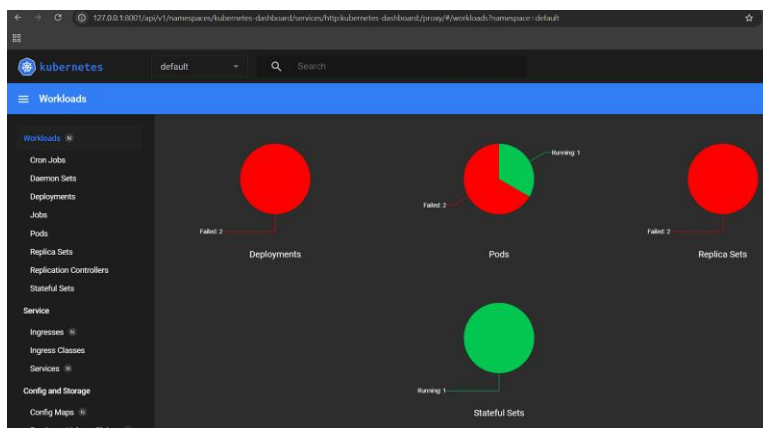 127.0.0.1:8001/api/v1/namespaces/kubernetes-dashboard/services/http:kubernetes-dashboard:/proxy/#/workloads?namespace=default
kubernetes
default
Search
Workloads
Workloads N
Cron Jobs
Daemon Sets
Deployments
Jobs
Pods
Replica Sets
Replication Controllers
Stateful Sets
Service
Ingresses N
Ingress Classes
Services N
Config and Storage
Config Maps N
Failed: 2
Deployments
Running: 1
Failed: 2
Pods
Failed: 2
Replica Sets
Running: 1
Stateful Sets